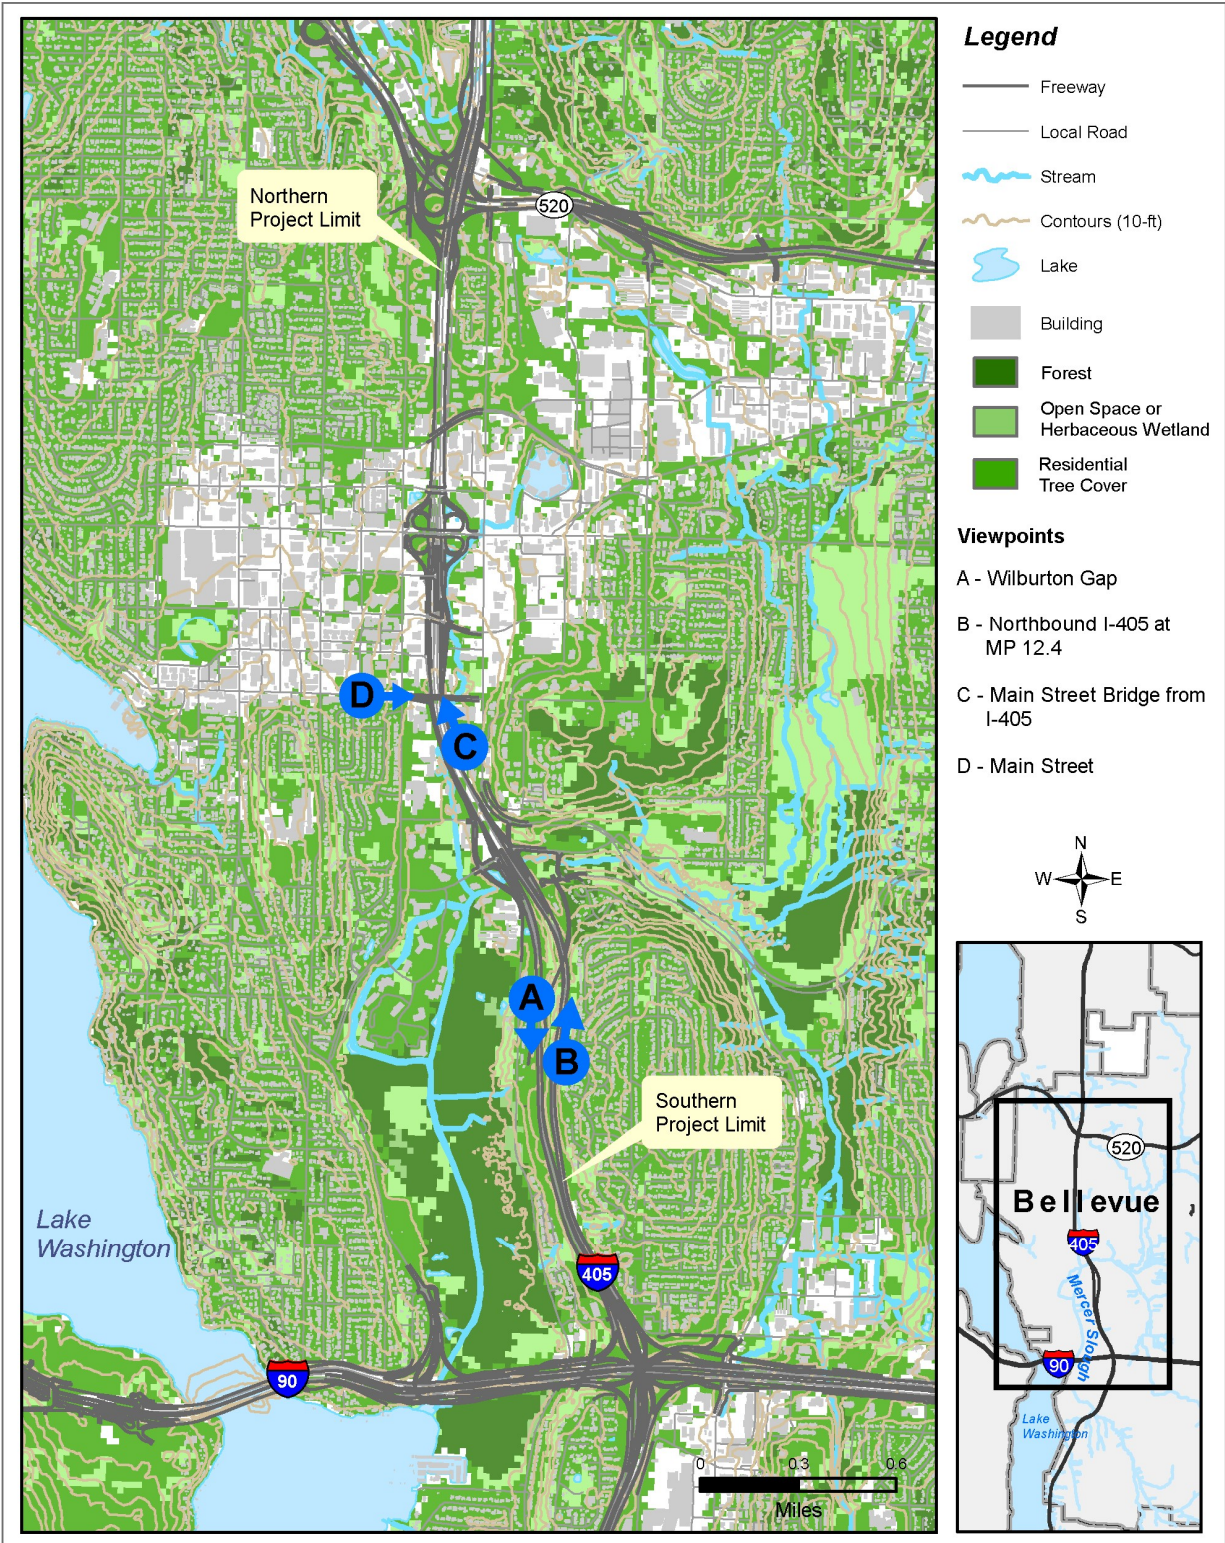 Northern
Project Limit
520
D
C
A
B
Southern
Project Limit
Lake
Washington
405
90
0 0.3 0.6
Miles
Legend
Freeway
Local Road
Stream
Contours (10-ft)
Lake
Building
Forest
Open Space or
Herbaceous Wetland
Residential
Tree Cover
Viewpoints
A - Wilburton Gap
B - Northbound I-405 at
MP 12.4
C - Main Street Bridge from
I-405
D - Main Street
N
W E
S
520
Bellevue
405
Mercer Slough
90
Lake
Washington